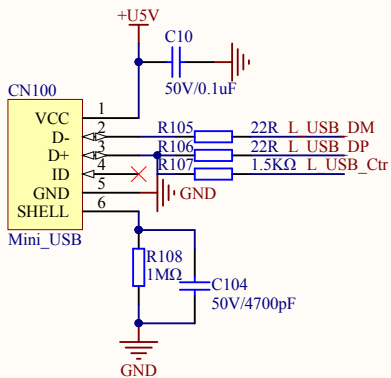 +U5V
C10
50V/0.1uF
CN100
VCC 1
D- 2 R105 22R L_USB_DM
D+ 3 R106 22R L_USB_DP
ID 4 R107 1.5KΩ L_USB_Ctr
GND 5 GND
SHELL 6
Mini_USB
R108
1MΩ
C104
50V/4700pF
GND